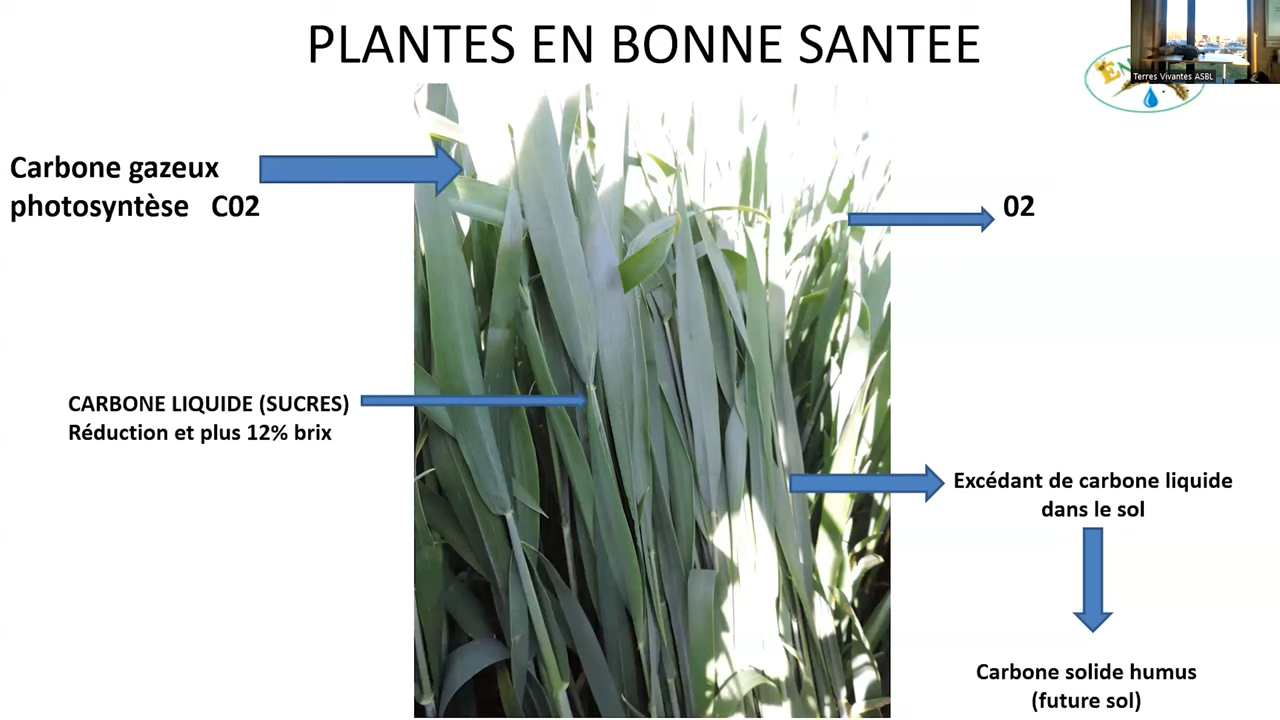 PLANTES EN BONNE SANTEE
Terres Vivantes ASBL
Carbone gazeux
photosyntèse C02
02
CARBONE LIQUIDE (SUCRES)
Réduction et plus 12% brix
Excédant de carbone liquide
dans le sol
Carbone solide humus
(future sol)